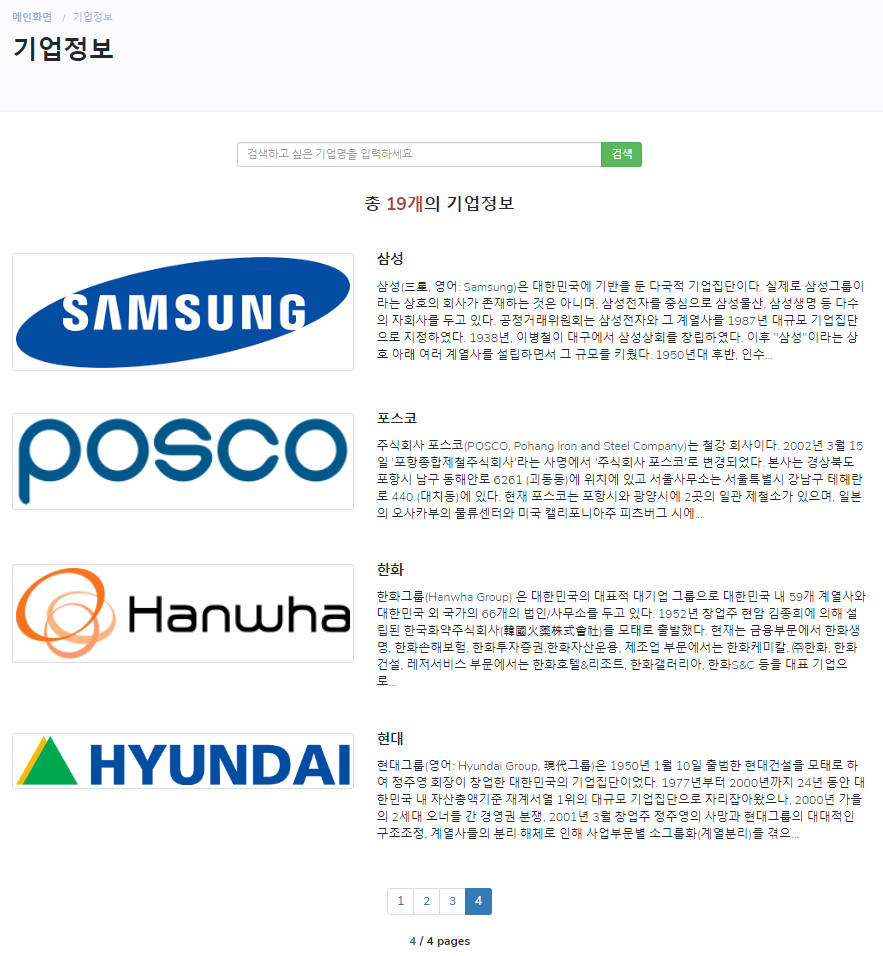 메인화면 / 기업정보
기업정보
검색하고 싶은 기업명을 입력하세요 검색
총 19개의 기업정보
SAMSUNG
삼성
삼성(三星, 영어: Samsung)은 대한민국에 기반을 둔 다국적 기업집단이다. 실제로 삼성그룹이
라는 상호의 회사가 존재하는 것은 아니며, 삼성전자를 중심으로 삼성물산, 삼성생명 등 다수
의 자회사를 두고 있다. 공정거래위원회는 삼성전자와 그 계열사를 1987년 대규모 기업집단
으로 지정하였다. 1938년, 이병철이 대구에서 삼성상회를 창립하였다. 이후 "삼성"이라는 상
호 아래 여러 계열사를 설립하면서 그 규모를 키웠다. 1950년대 후반, 인수...
posco
포스코
주식회사 포스코(POSCO, Pohang Iron and Steel Company)는 철강 회사이다. 2002년 3월 15
일 '포항종합제철주식회사'라는 사명에서 '주식회사 포스코'로 변경되었다. 본사는 경상북도
포항시 남구 동해안로 6261 (괴동동)에 위치에 있고 서울사무소는 서울특별시 강남구 테헤란
로 440 (대치동)에 있다. 현재 포스코는 포항시와 광양시에 2곳의 일관 제철소가 있으며, 일본
의 오사카부의 물류센터와 미국 캘리포니아주 피츠버그 시에...
Hanwha
한화
한화그룹(Hanwha Group) 은 대한민국의 대표적 대기업 그룹으로 대한민국 내 59개 계열사와
대한민국 외 국가의 66개의 법인/사무소를 두고 있다. 1952년 창업주 현암 김종희에 의해 설
립된 한국화약주식회사(韓國火藥株式會社)를 모태로 출발했다. 현재는 금융부문에서 한화생
명, 한화손해보험, 한화투자증권,한화자산운용, 제조업 부문에서는 한화케미칼, ㈜한화, 한화
건설, 레저서비스 부문에서는 한화호텔&리조트, 한화갤러리아, 한화S&C 등을 대표 기업으
로...
HYUNDAI
현대
현대그룹(영어: Hyundai Group, 現代그룹)은 1950년 1월 10일 출범한 현대건설을 모태로 하
여 정주영 회장이 창업한 대한민국의 기업집단이었다. 1977년부터 2000년까지 24년 동안 대
한민국 내 자산총액기준 재계서열 1위의 대규모 기업집단으로 자리잡아왔으나, 2000년 가을
의 2세대 오너들 간 경영권 분쟁, 2001년 3월 창업주 정주영의 사망과 현대그룹의 대대적인
구조조정, 계열사들의 분리·해체로 인해 사업부문별 소그룹화(계열분리)를 겪으...
1 2 3 4
4 / 4 pages